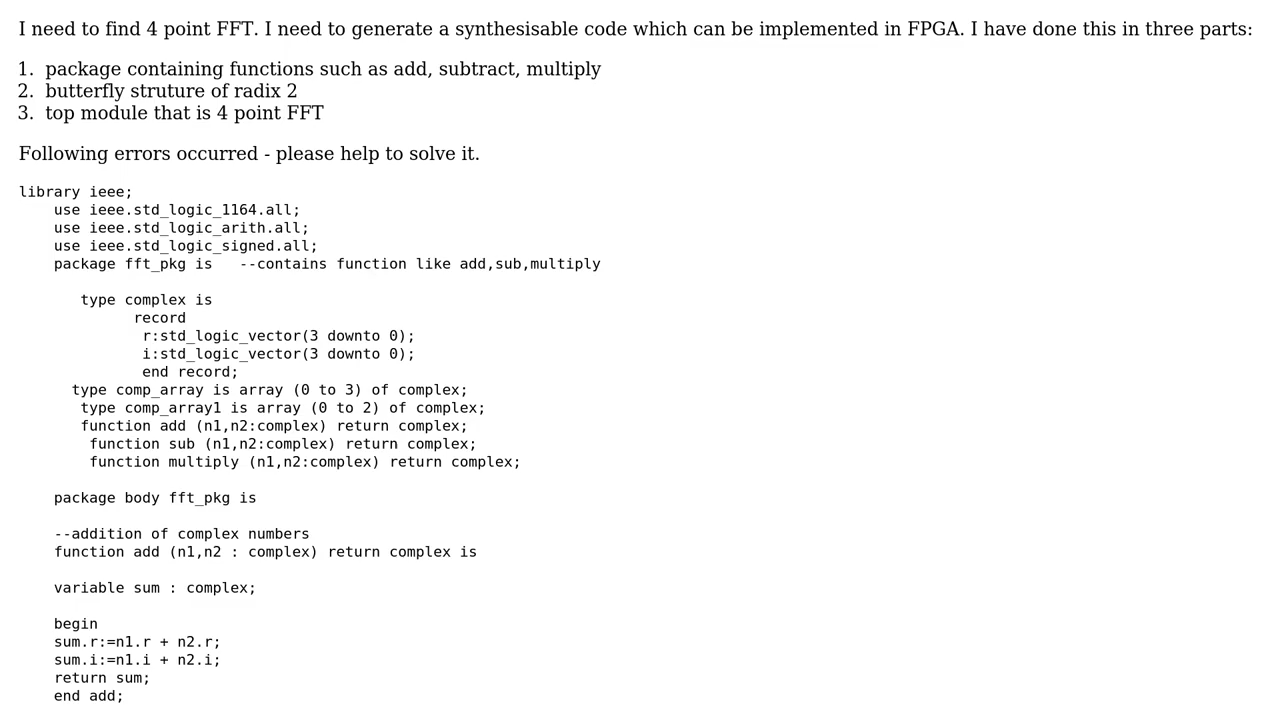 I need to find 4 point FFT. I need to generate a synthesisable code which can be implemented in FPGA. I have done this in three parts:
1. package containing functions such as add, subtract, multiply
2. butterfly struture of radix 2
3. top module that is 4 point FFT
Following errors occurred - please help to solve it.
library ieee;
    use ieee.std_logic_1164.all;
    use ieee.std_logic_arith.all;
    use ieee.std_logic_signed.all;
    package fft_pkg is   --contains function like add,sub,multiply
       type complex is
             record
              r:std_logic_vector(3 downto 0);
              i:std_logic_vector(3 downto 0);
              end record;
      type comp_array is array (0 to 3) of complex;
       type comp_array1 is array (0 to 2) of complex;
       function add (n1,n2:complex) return complex;
        function sub (n1,n2:complex) return complex;
        function multiply (n1,n2:complex) return complex;
    package body fft_pkg is
    --addition of complex numbers
    function add (n1,n2 : complex) return complex is
    variable sum : complex;
    begin
    sum.r:=n1.r + n2.r;
    sum.i:=n1.i + n2.i;
    return sum;
    end add;